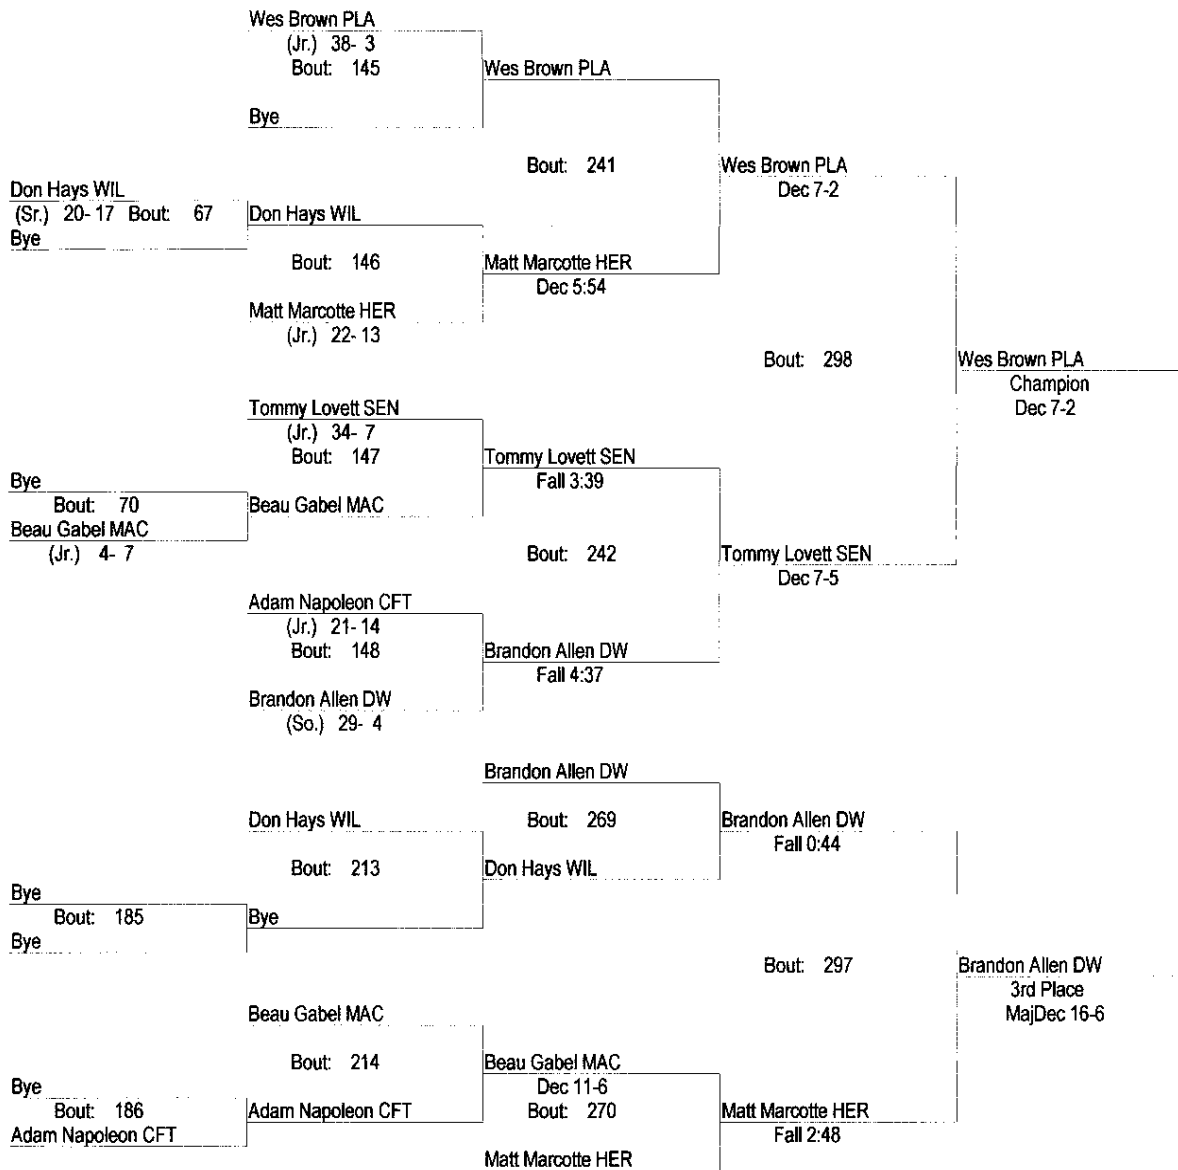 Wes Brown PLA
(Jr.) 38- 3
Bout: 145
Wes Brown PLA
Bye
Bout: 241
Wes Brown PLA
Dec 7-2
Don Hays WIL
(Sr.) 20- 17 Bout: 67
Don Hays WIL
Bye
Bout: 146
Matt Marcotte HER
Dec 5:54
Matt Marcotte HER
(Jr.) 22- 13
Bout: 298
Wes Brown PLA
Champion
Dec 7-2
Tommy Lovett SEN
(Jr.) 34- 7
Bout: 147
Tommy Lovett SEN
Fall 3:39
Bye
Bout: 70
Beau Gabel MAC
Beau Gabel MAC
(Jr.) 4- 7
Bout: 242
Tommy Lovett SEN
Dec 7-5
Adam Napoleon CFT
(Jr.) 21- 14
Bout: 148
Brandon Allen DW
Fall 4:37
Brandon Allen DW
(So.) 29- 4
Brandon Allen DW
Don Hays WIL
Bout: 269
Brandon Allen DW
Fall 0:44
Bout: 213
Don Hays WIL
Bye
Bout: 185
Bye
Bye
Bout: 297
Brandon Allen DW
3rd Place
MajDec 16-6
Beau Gabel MAC
Bout: 214
Beau Gabel MAC
Dec 11-6
Bye
Bout: 186
Adam Napoleon CFT
Bout: 270
Matt Marcotte HER
Fall 2:48
Adam Napoleon CFT
Matt Marcotte HER